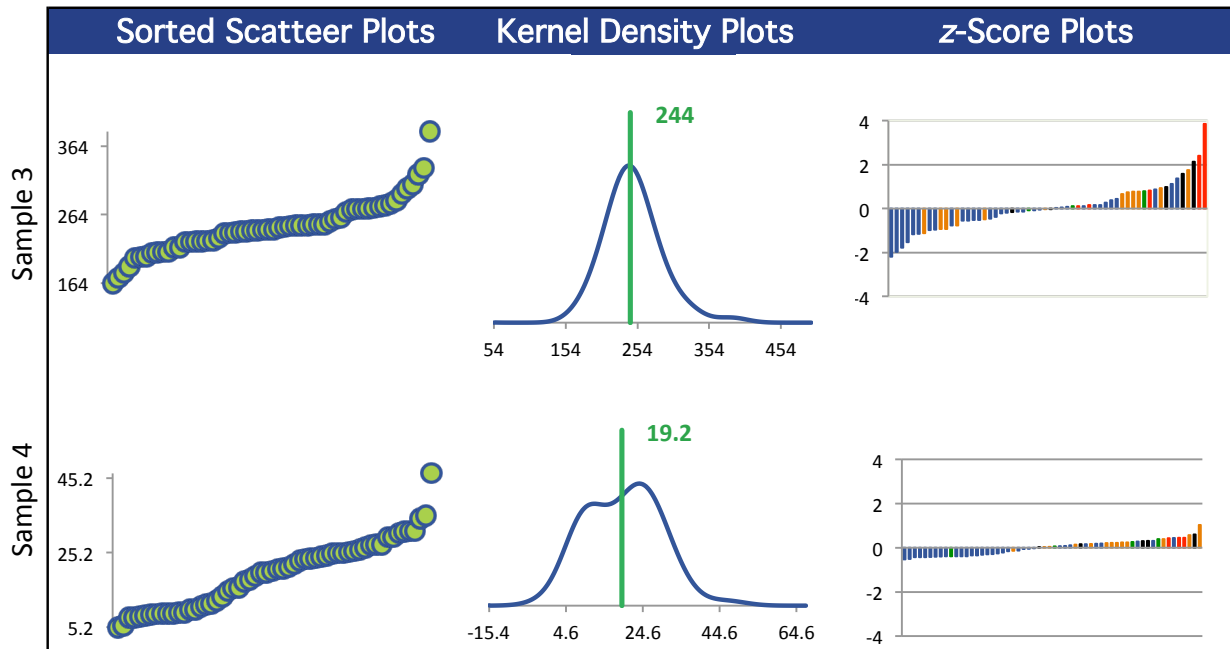 Sorted Scatteer Plots
Kernel Density Plots
z-Score Plots
Sample 3
364
264
164
244
54 154 254 354 454
4
2
0
-2
-4
Sample 4
45.2
25.2
5.2
19.2
-15.4 4.6 24.6 44.6 64.6
4
2
0
-2
-4